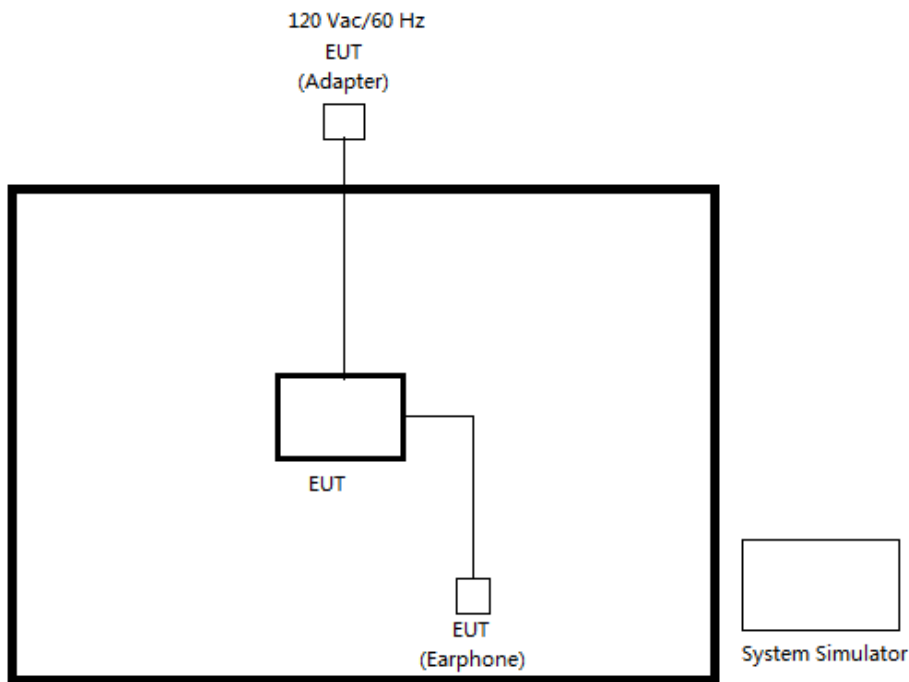 120 Vac/60 Hz
EUT
(Adapter)
EUT
EUT
(Earphone)
System Simulator